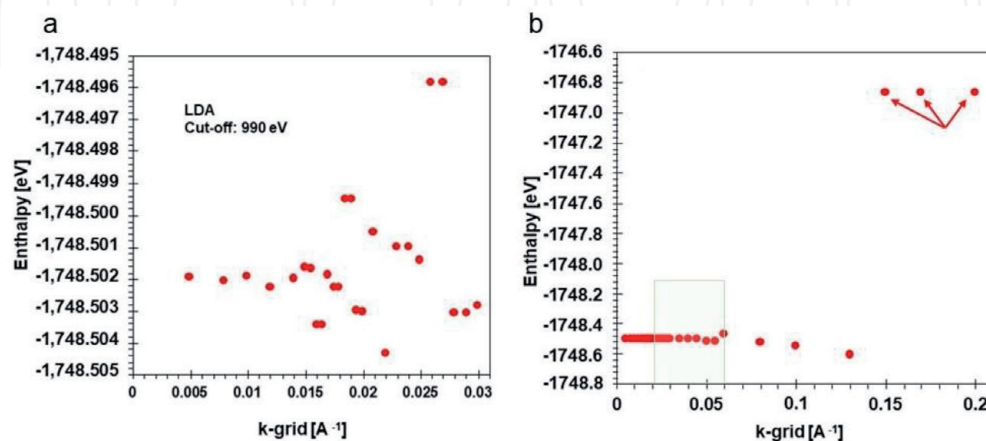 a
-1,748.495
-1,748.496
-1,748.497
-1,748.498
-1,748.499
-1,748.500
-1,748.501
-1,748.502
-1,748.503
-1,748.504
-1,748.505
Enthalpy [eV]
LDA
Cut-off: 990 eV
0 0.005 0.01 0.015 0.02 0.025 0.03
k-grid [A⁻¹]
b
-1746.6
-1746.8
-1747.0
-1747.2
-1747.4
-1747.6
-1747.8
-1748.0
-1748.2
-1748.4
-1748.6
-1748.8
Enthalpy [eV]
0 0.05 0.1 0.15 0.2
k-grid [A⁻¹]